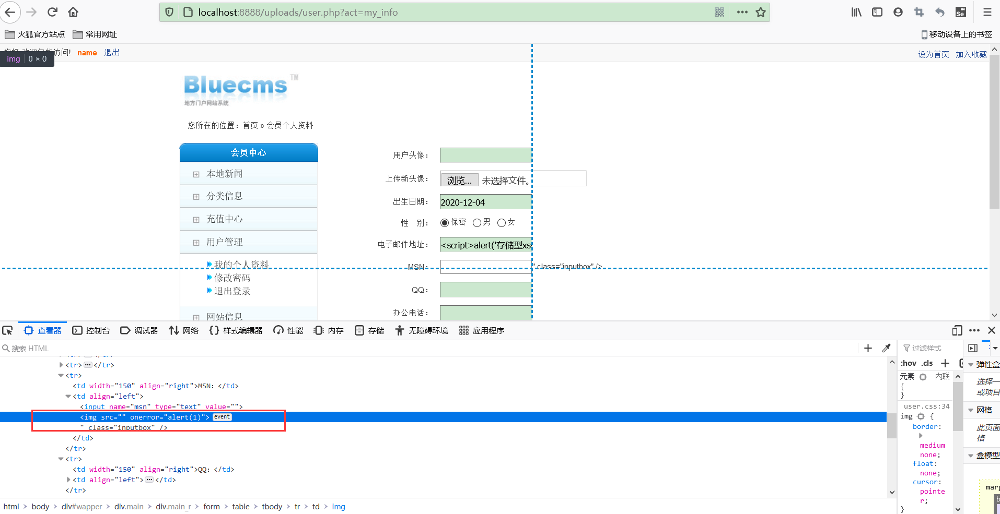 localhost:8888/uploads/user.php?act=my_info
火狐官方站点 常用网址 移动设备上的书签
访问! name 退出 设为首页 加入收藏
img 0 × 0
Bluecms TM
地方门户网站系统
您所在的位置：首页 » 会员个人资料
会员中心
本地新闻
分类信息
充值中心
用户管理
我的个人资料
修改密码
退出登录
网站信息
用户头像：
上传新头像： 浏览... 未选择文件。
出生日期： 2020-12-04
性 别： 保密 男 女
电子邮件地址： <script>alert('存储型xs
MSN： " class="inputbox" />
QQ：
办公电话：
查看器 控制台 调试器 网络 样式编辑器 性能 内存 存储 无障碍环境 应用程序
搜索 HTML
<tr> ••• </tr>
<tr>
<td width="150" align="right">MSN：</td>
<td align="left">
<input name="msn" type="text" value="">
<img src="" onerror="alert(1)"> event
" class="inputbox" />
</td>
</tr>
<tr>
<td width="150" align="right">QQ：</td>
<td align="left"> ••• </td>
</tr>
html body div#wapper div.main div.main_r form table tbody tr td img
过滤样式
:hov .cls +
元素 内联
{
}
user.css:34
img {
border:
medium
none;
float:
none;
cursor:
pointe
r;
}
弹性盒
选择一
或项目
网格
此页面
格
盒模型
marg
b